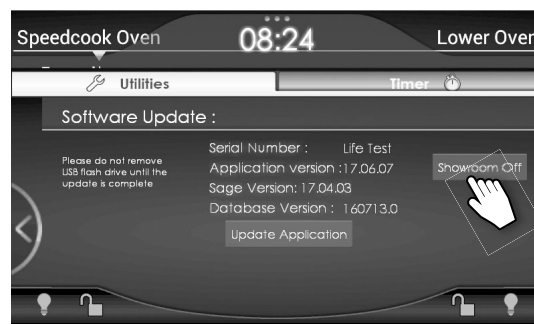 Speedcook Oven 08:24 Lower Oven
Utilities Timer
Software Update :
Serial Number : Life Test
Please do not remove
USB flash drive until the
update is complete
Application version :17.06.07
Sage Version: 17.04.03
Database Version : 160713.0
Showroom Off
Update Application